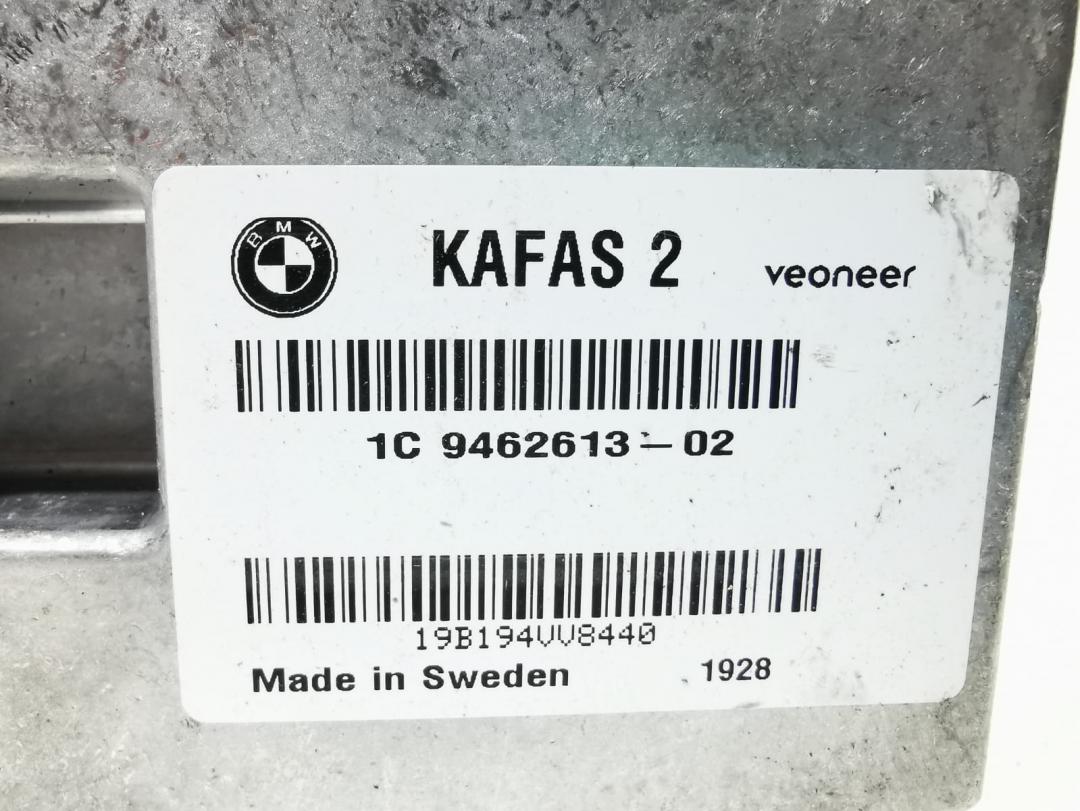 BMW KAFAS 2 veoneer
1C 9462613-02
19B194VV8440
Made in Sweden 1928